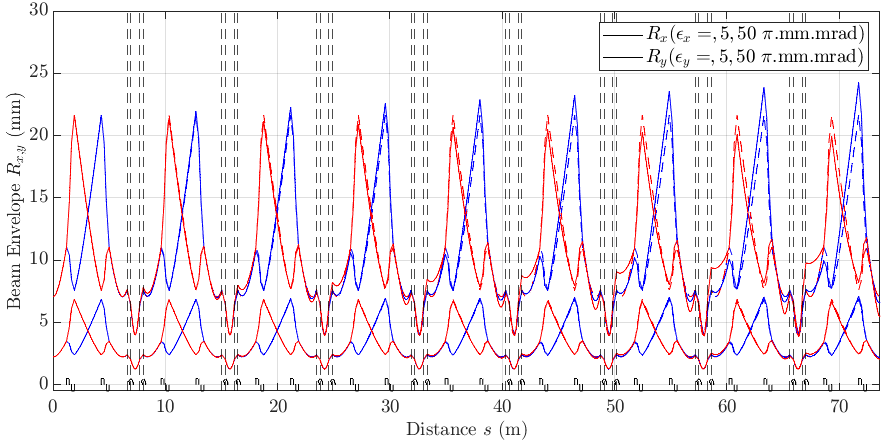 30
25
20
15
10
5
0
Beam Envelope R_{x,y} (mm)
R_x(ϵ_x =, 5, 50 π.mm.mrad)
R_y(ϵ_y =, 5, 50 π.mm.mrad)
0 10 20 30 40 50 60 70
Distance s (m)